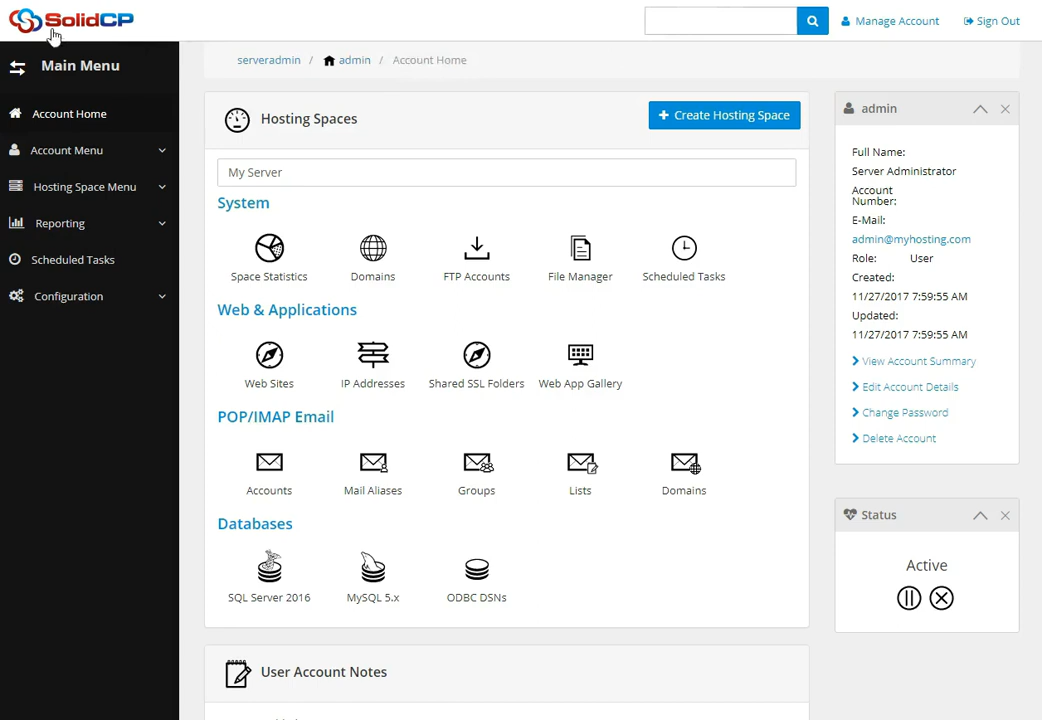 SolidCP
Manage Account
Sign Out
Main Menu
Account Home
Account Menu
Hosting Space Menu
Reporting
Scheduled Tasks
Configuration
serveradmin / admin / Account Home
Hosting Spaces
Create Hosting Space
My Server
System
Space Statistics
Domains
FTP Accounts
File Manager
Scheduled Tasks
Web & Applications
Web Sites
IP Addresses
Shared SSL Folders
Web App Gallery
POP/IMAP Email
Accounts
Mail Aliases
Groups
Lists
Domains
Databases
SQL Server 2016
MySQL 5.x
ODBC DSNs
User Account Notes
admin
Full Name:
Server Administrator
Account
Number:
E-Mail:
admin@myhosting.com
Role: User
Created:
11/27/2017 7:59:55 AM
Updated:
11/27/2017 7:59:55 AM
View Account Summary
Edit Account Details
Change Password
Delete Account
Status
Active